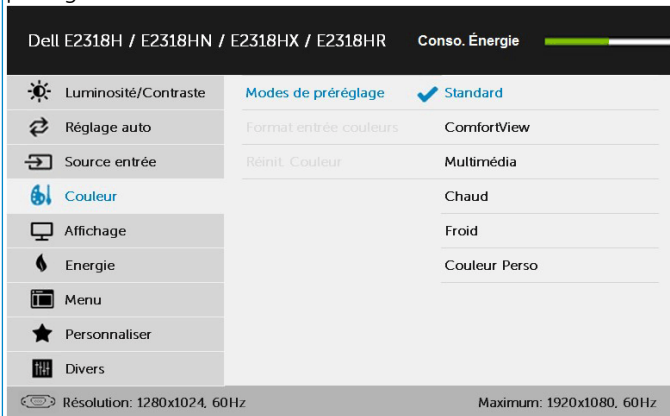 Dell E2318H / E2318HN / E2318HX / E2318HR Conso. Énergie
Luminosité/Contraste Modes de préréglage Standard
Réglage auto Format entrée couleurs ComfortView
Source entrée Réinit. Couleur Multimédia
Couleur Chaud
Affichage Froid
Energie Couleur Perso
Menu
Personnaliser
Divers
Résolution: 1280x1024, 60Hz Maximum: 1920x1080, 60Hz